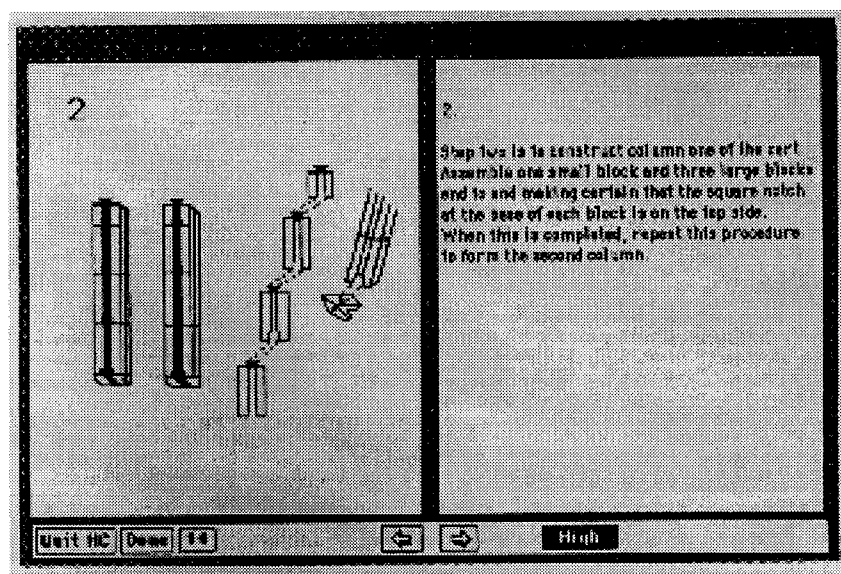 2
2.
Step two is to construct column one of the cart.
Assemble one small block and three large blocks
end to end making certain that the square notch
at the base of each block is on the top side.
When this is completed, repeat this procedure
to form the second column.
Unit HC Demo 14 High